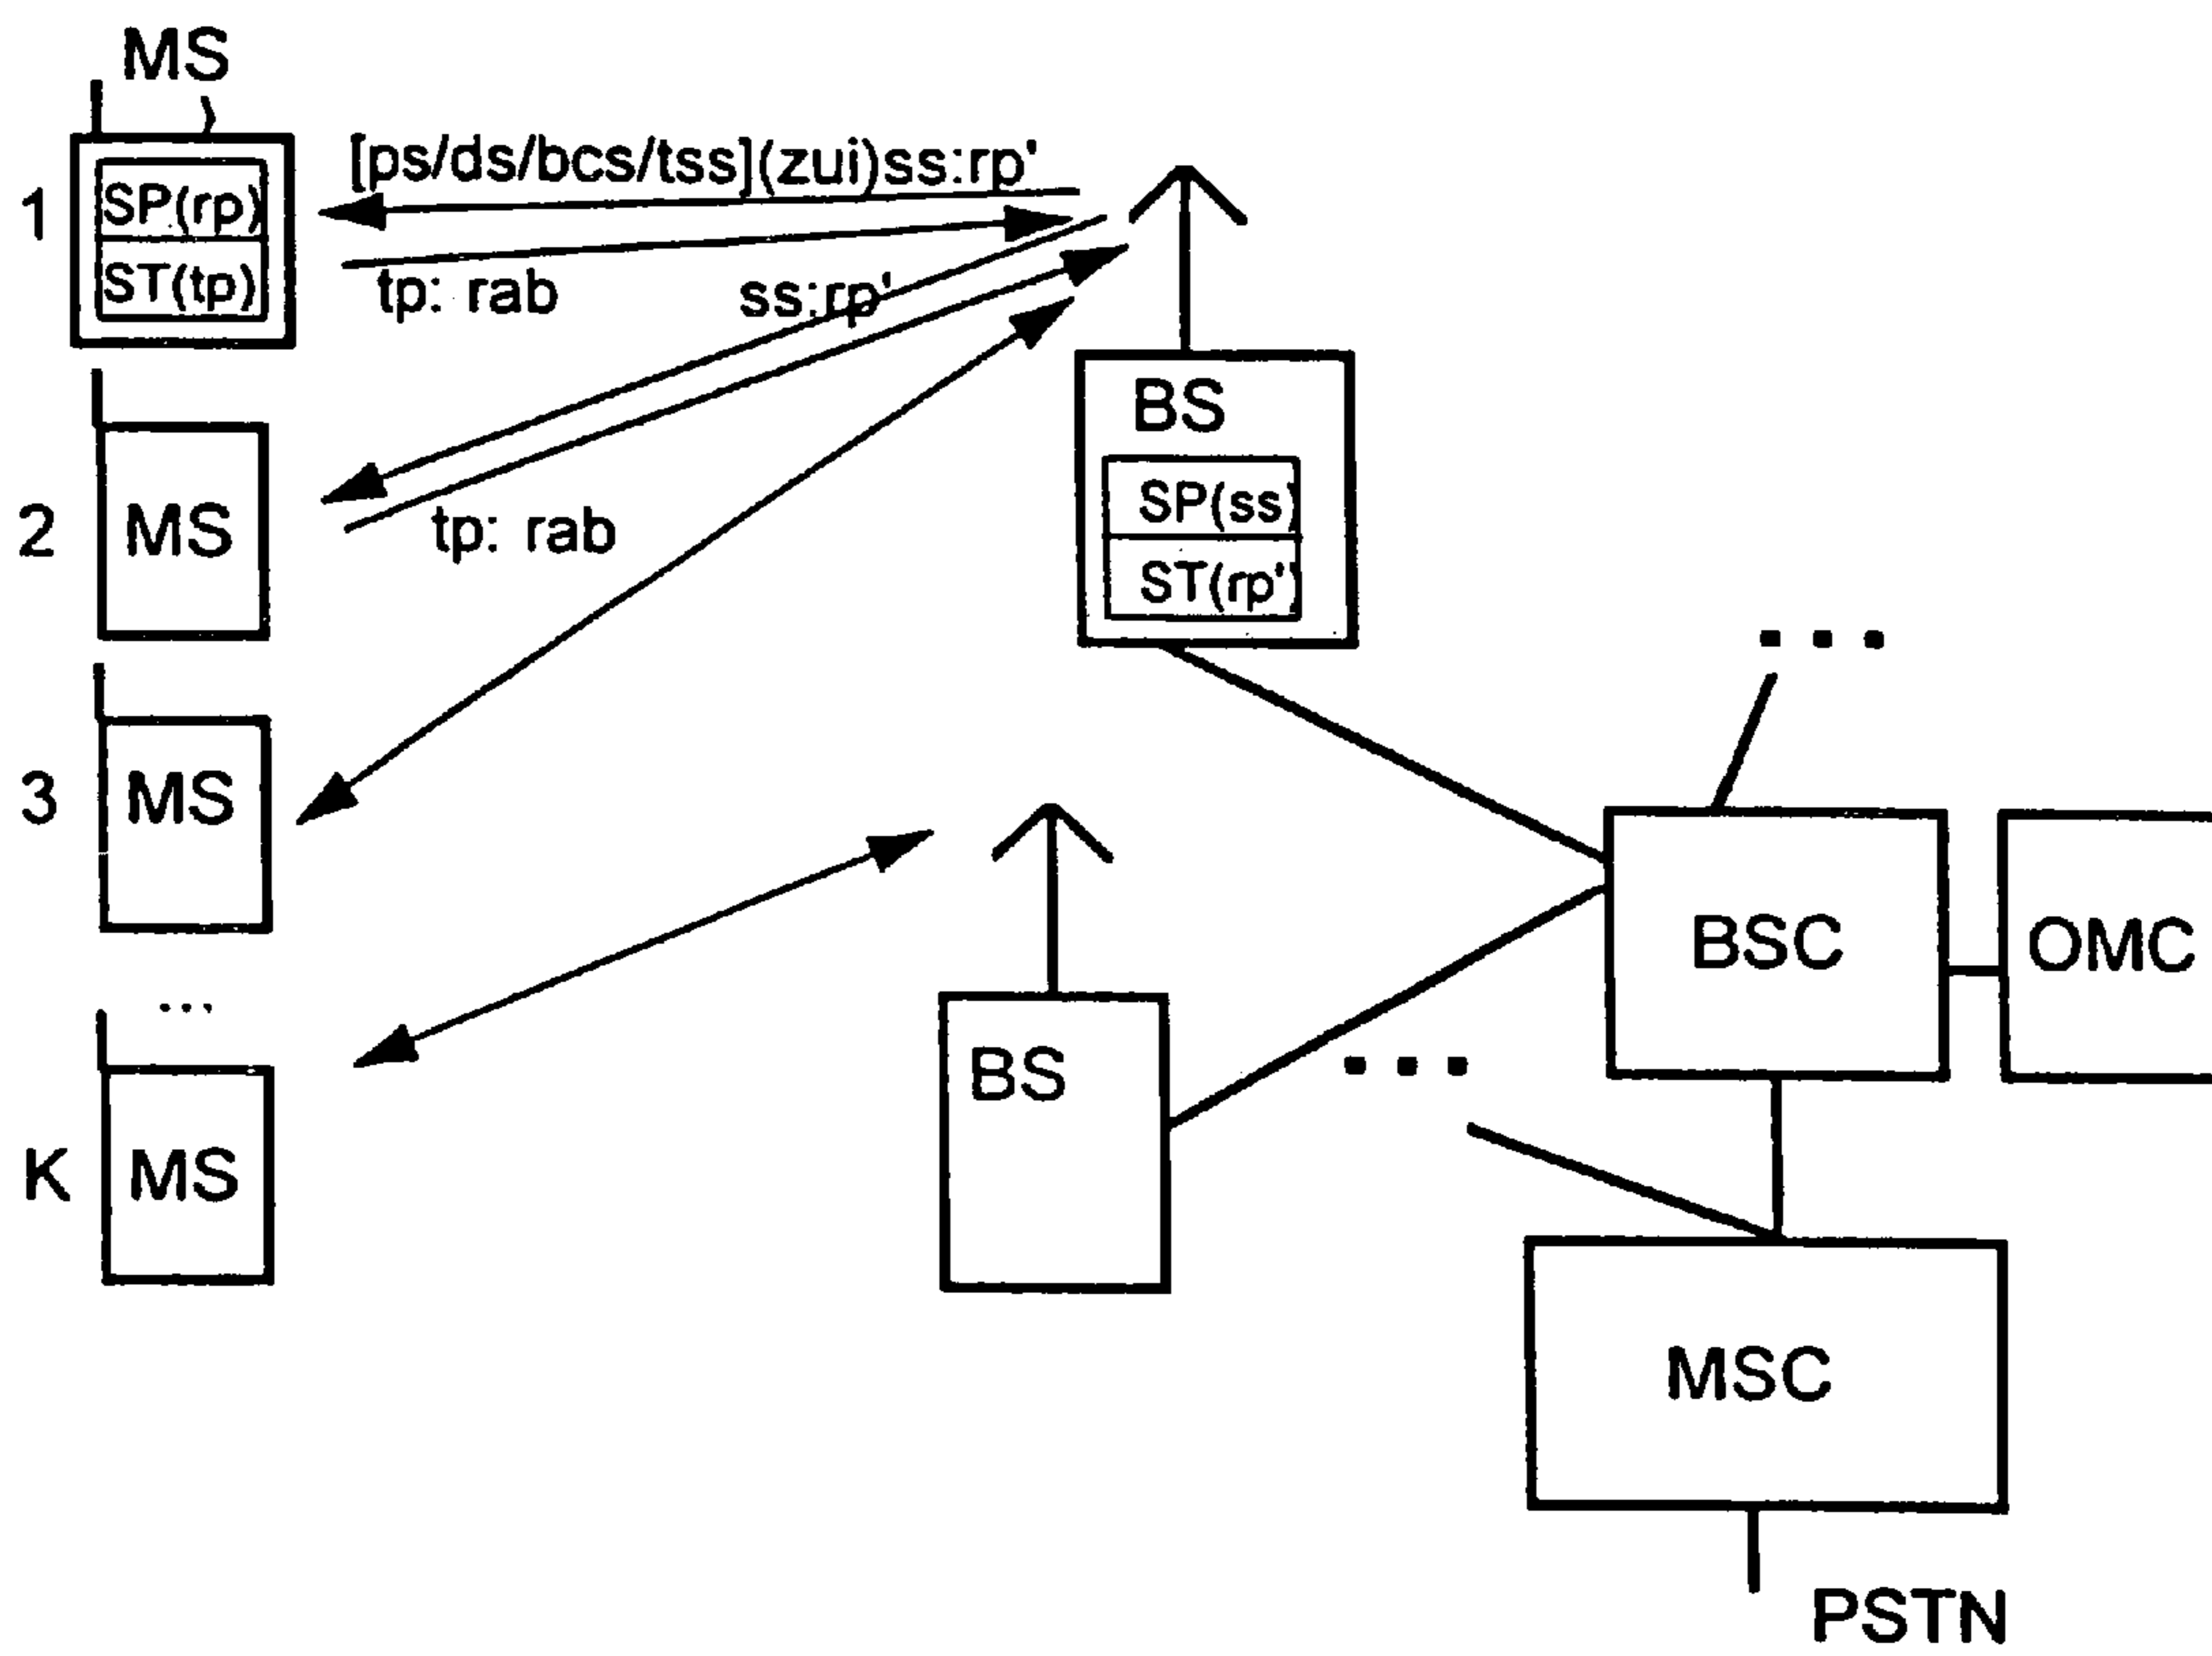 MS
[ps/ds/bcs/tss](zui)ss:rp'
1
SP(rp)
ST(tp)
tp: rab
ss:rp'
BS
SP(ss)
ST(rp')
2
MS
tp: rab
3
MS
...
BSC
OMC
...
BS
...
K
MS
MSC
PSTN